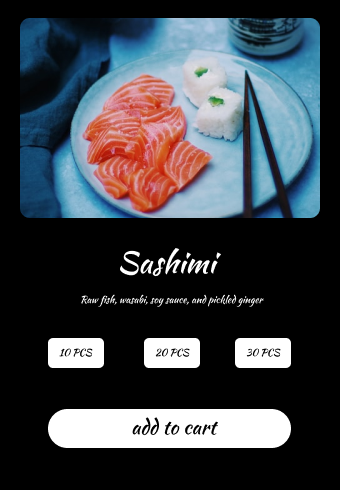 Sashimi
Raw fish, wasabi, soy sauce, and pickled ginger
10 PCS
20 PCS
30 PCS
add to cart